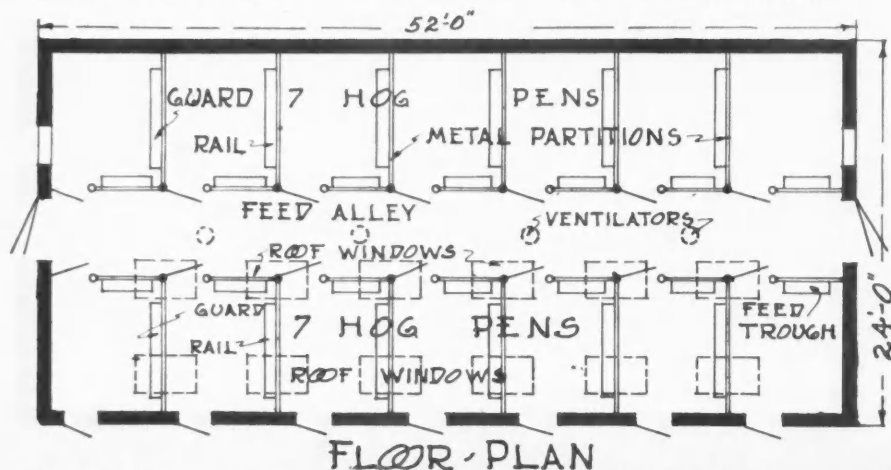 52'-0"
GUARD 7 HOG PENS
RAIL
METAL PARTITIONS
FEED ALLEY
VENTILATORS
ROOF WINDOWS
24'-0"
GUARD
7 HOG PENS
FEED TROUGH
RAIL
ROOF WINDOWS
FLOOR-PLAN